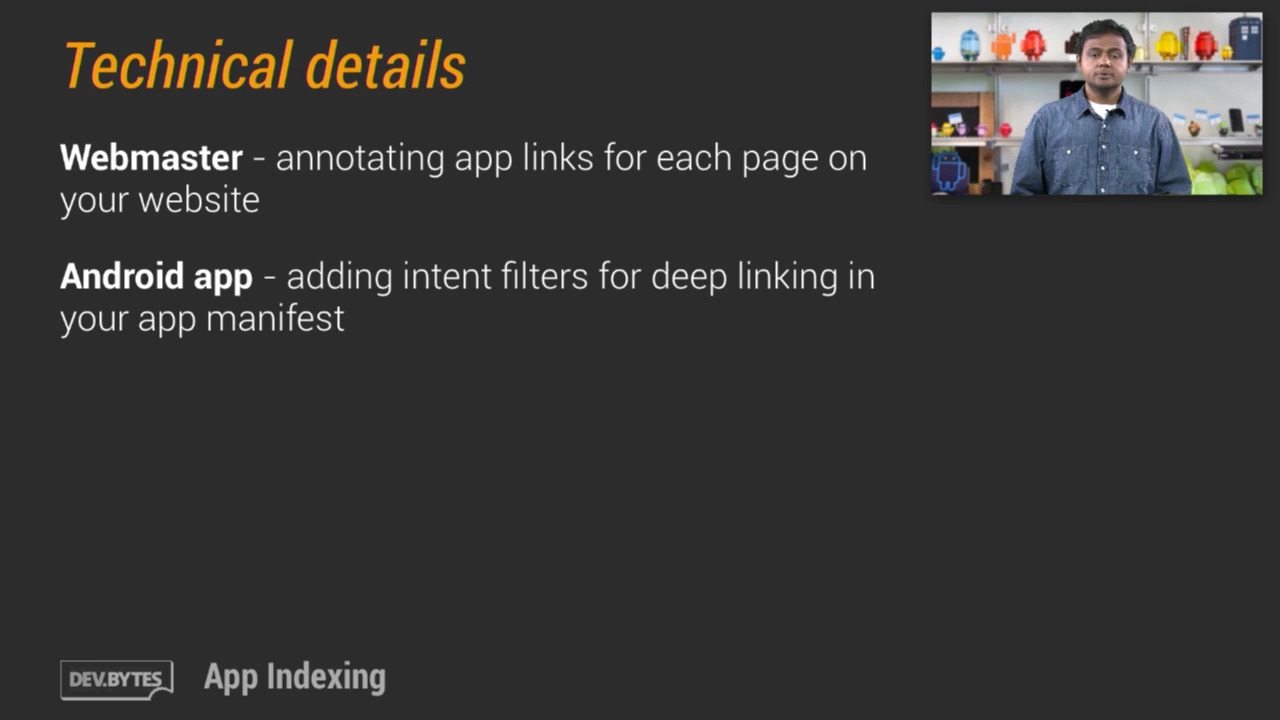 Technical details
Webmaster - annotating app links for each page on
your website
Android app - adding intent filters for deep linking in
your app manifest
DEV.BYTES App Indexing